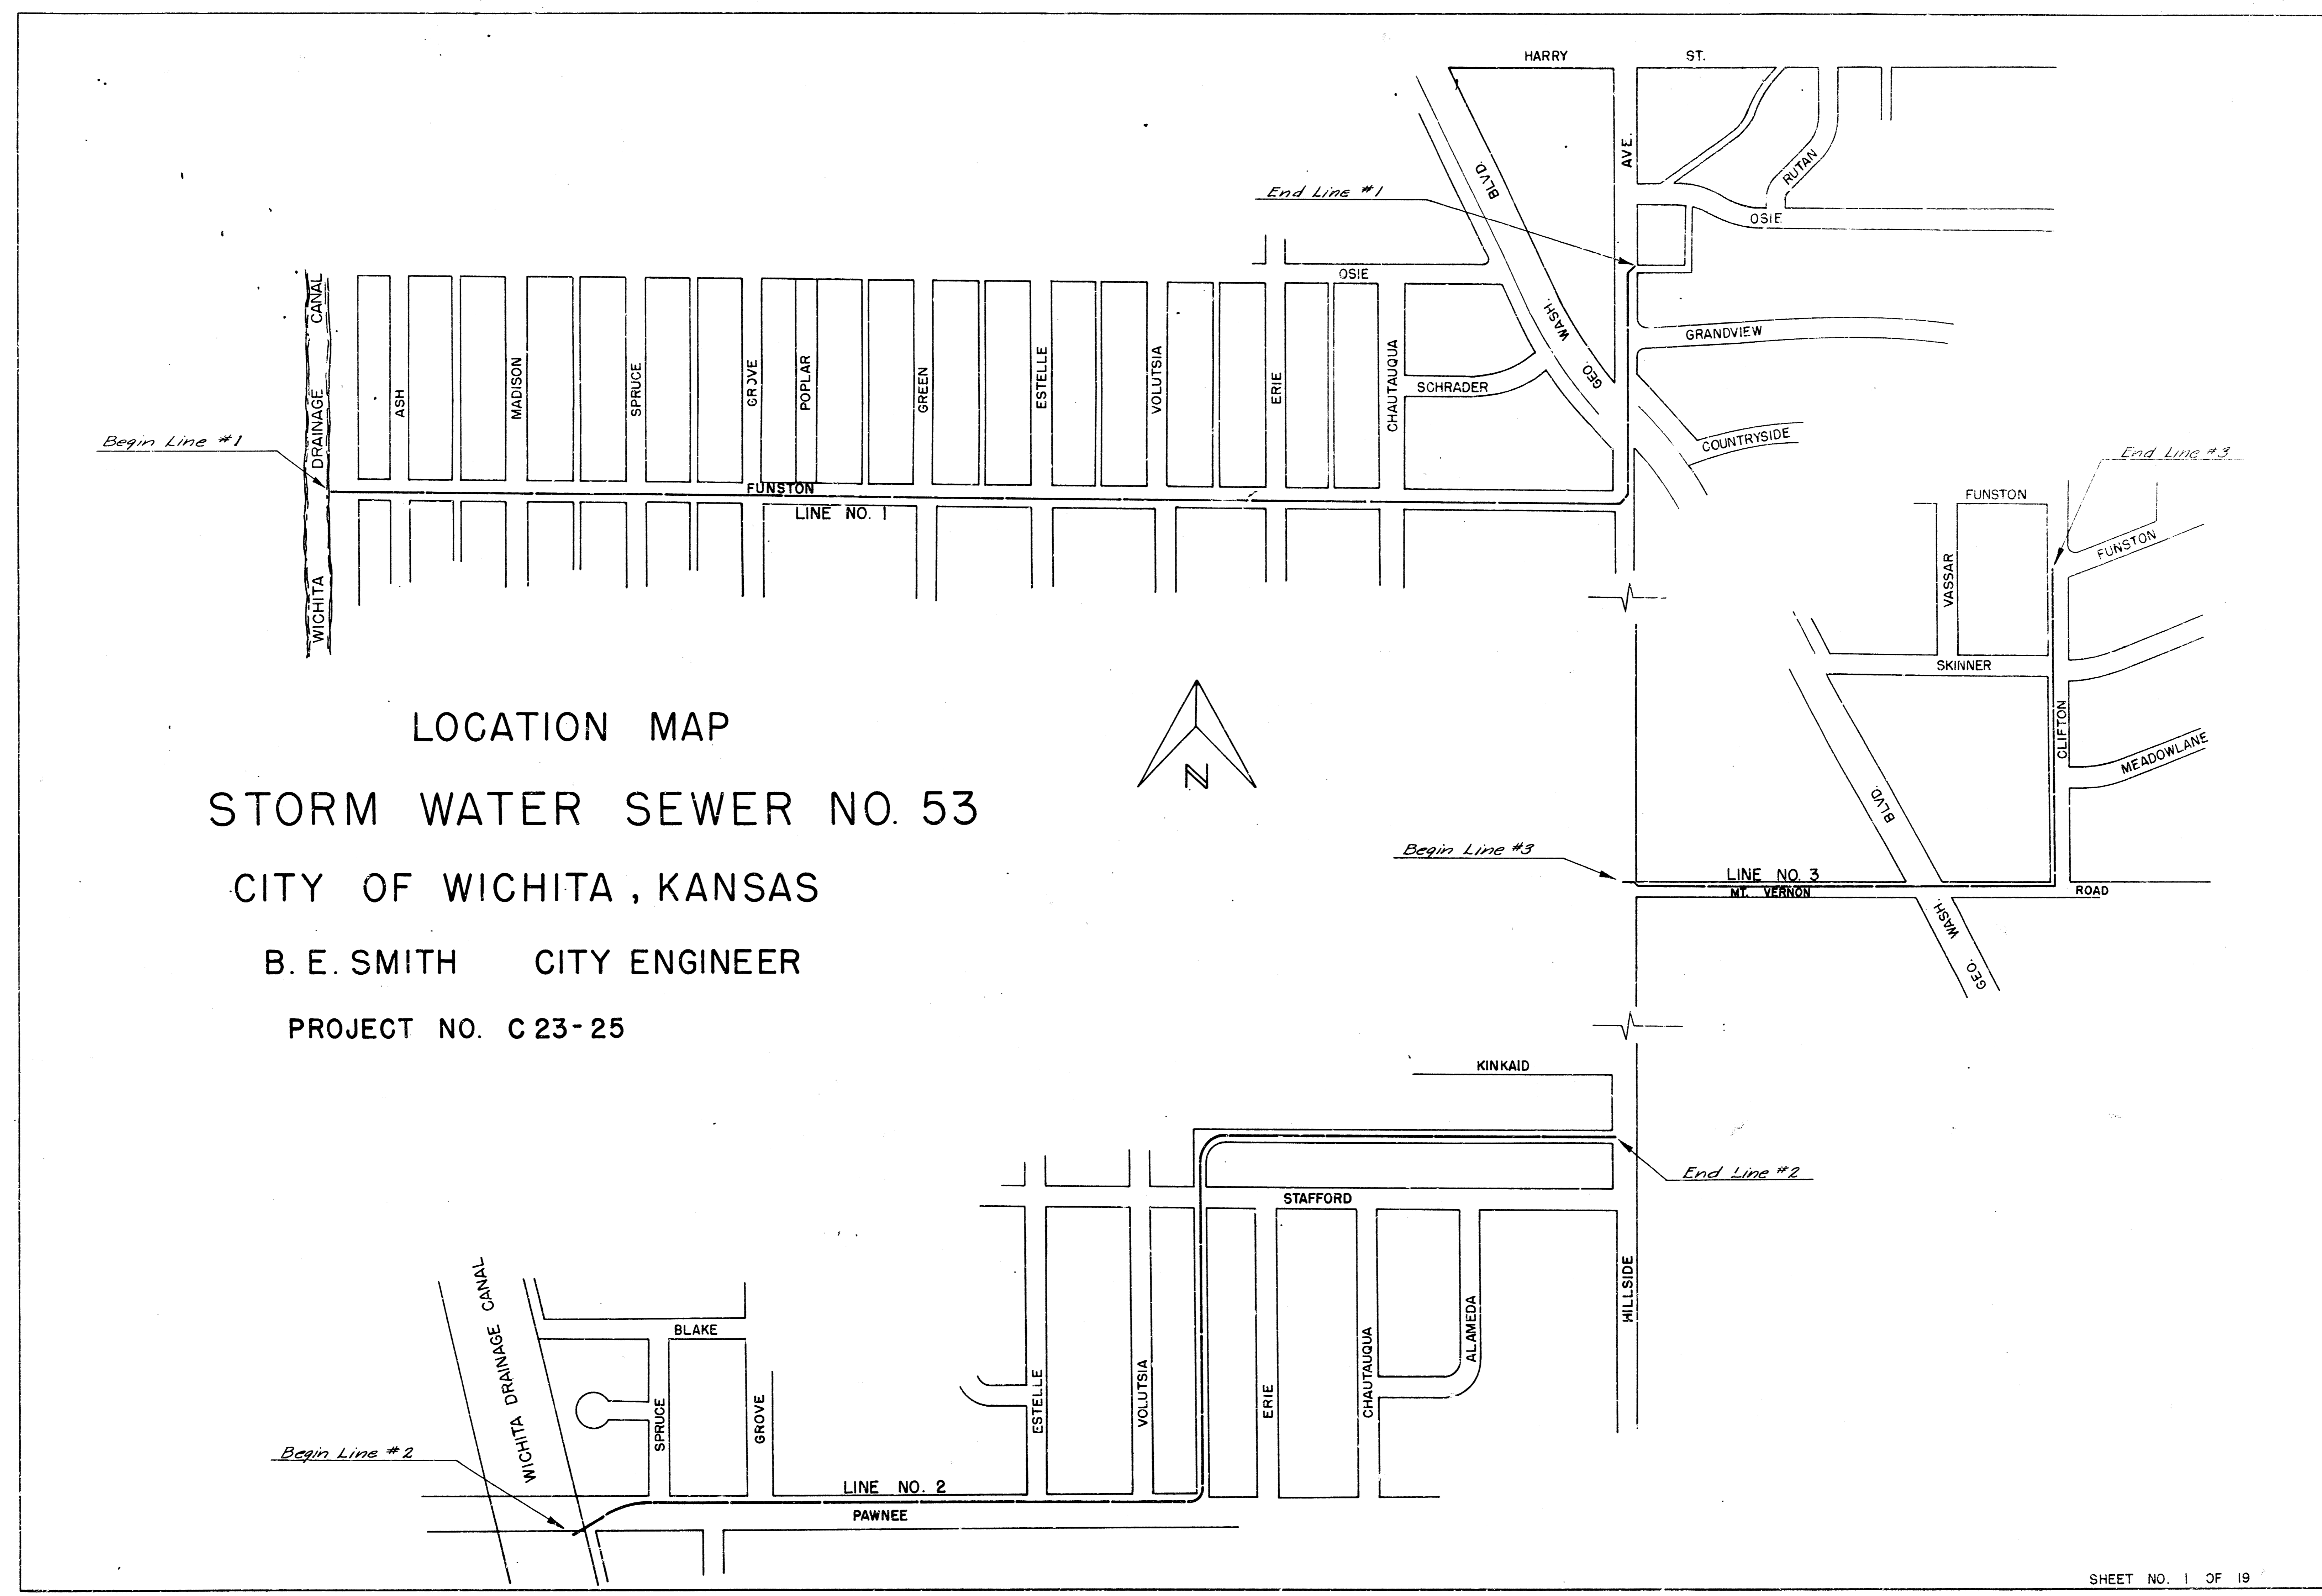 HARRY ST.
AVE.
BLVD.
RUTAN
End Line #1
OSIE
OSIE
CANAL
WASH.
GRANDVIEW
DRAINAGE
ASH
MADISON
SPRUCE
GROVE
POPLAR
GREEN
ESTELLE
VOLUTSIA
ERIE
CHAUTAUQUA
SCHRADER
GEO.
COUNTRYSIDE
Begin Line #1
End Line #3
FUNSTON
LINE NO. 1
FUNSTON
FUNSTON
VASSAR
WICHITA
SKINNER
LOCATION MAP
CLIFTON
MEADOWLANE
N
STORM WATER SEWER NO. 53
BLVD.
Begin Line #3
LINE NO. 3
MT. VERNON ROAD
CITY OF WICHITA, KANSAS
WASH.
GEO.
B. E. SMITH CITY ENGINEER
PROJECT NO. C 23-25
KINKAID
End Line #2
STAFFORD
HILLSIDE
WICHITA DRAINAGE CANAL
BLAKE
ALAMEDA
SPRUCE
GROVE
ESTELLE
VOLUTSIA
ERIE
CHAUTAUQUA
Begin Line #2
LINE NO. 2
PAWNEE
SHEET NO. 1 OF 19